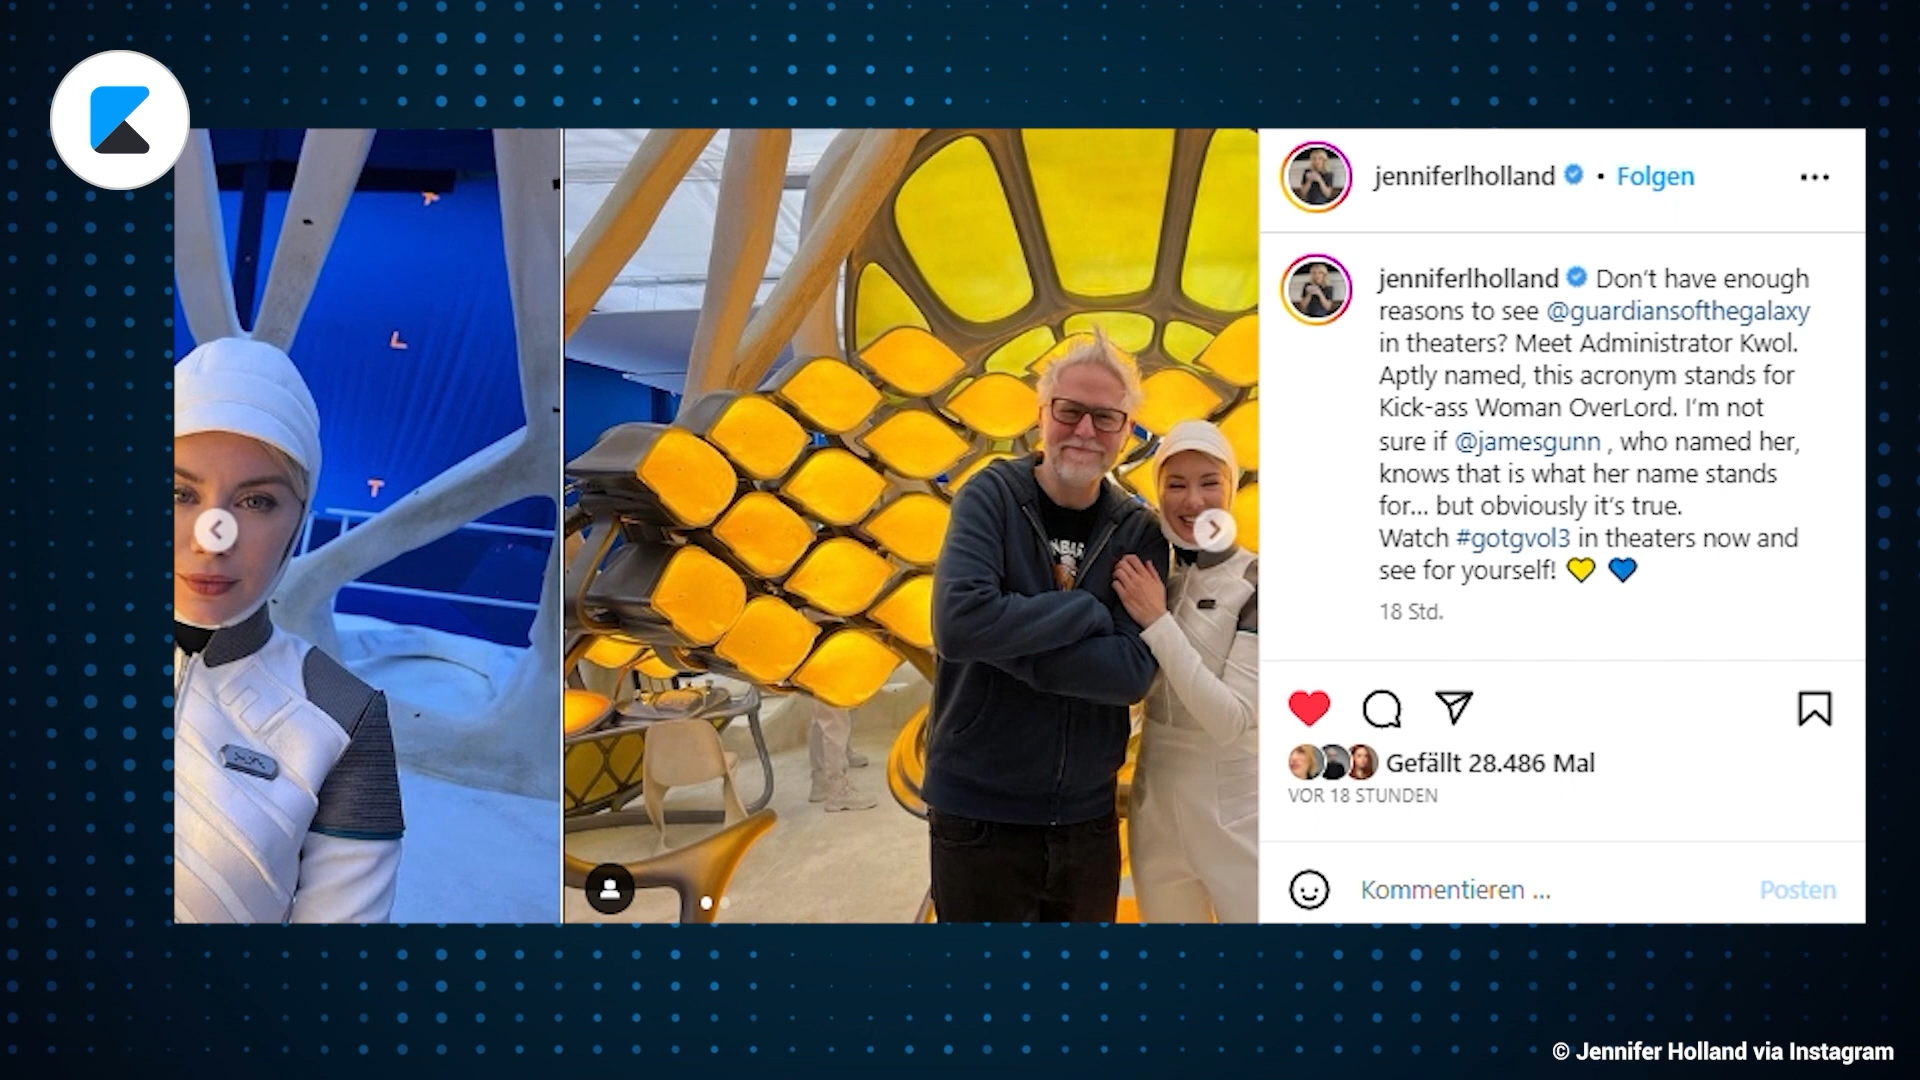 jenniferlholland • Folgen
jenniferlholland Don't have enough
reasons to see @guardiansofthegalaxy
in theaters? Meet Administrator Kwol.
Aptly named, this acronym stands for
Kick-ass Woman OverLord. I'm not
sure if @jamesgunn , who named her,
knows that is what her name stands
for... but obviously it's true.
Watch #gotgvol3 in theaters now and
see for yourself!
18 Std.
Gefällt 28.486 Mal
VOR 18 STUNDEN
Kommentieren ...
Posten
© Jennifer Holland via Instagram